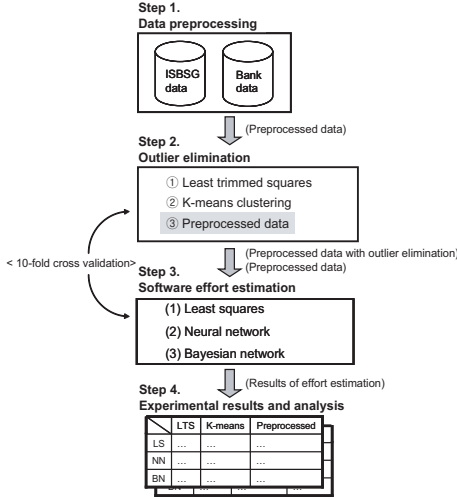 Step 1.
Data preprocessing
ISBSG data
Bank data
(Preprocessed data)
Step 2.
Outlier elimination
① Least trimmed squares
② K-means clustering
③ Preprocessed data
(Preprocessed data with outlier elimination)
(Preprocessed data)
< 10-fold cross validation>
Step 3.
Software effort estimation
(1) Least squares
(2) Neural network
(3) Bayesian network
(Results of effort estimation)
Step 4.
Experimental results and analysis
LTS K-means Preprocessed
LS ... ... ...
NN ... ... ...
BN ... ... ...